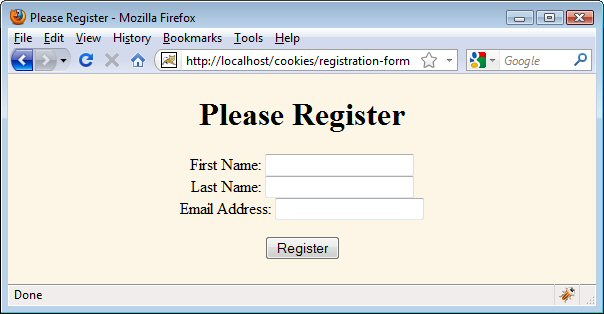 Please Register - Mozilla Firefox
File Edit View History Bookmarks Tools Help
http://localhost/cookies/registration-form Google
Please Register
First Name:
Last Name:
Email Address:
Register
Done